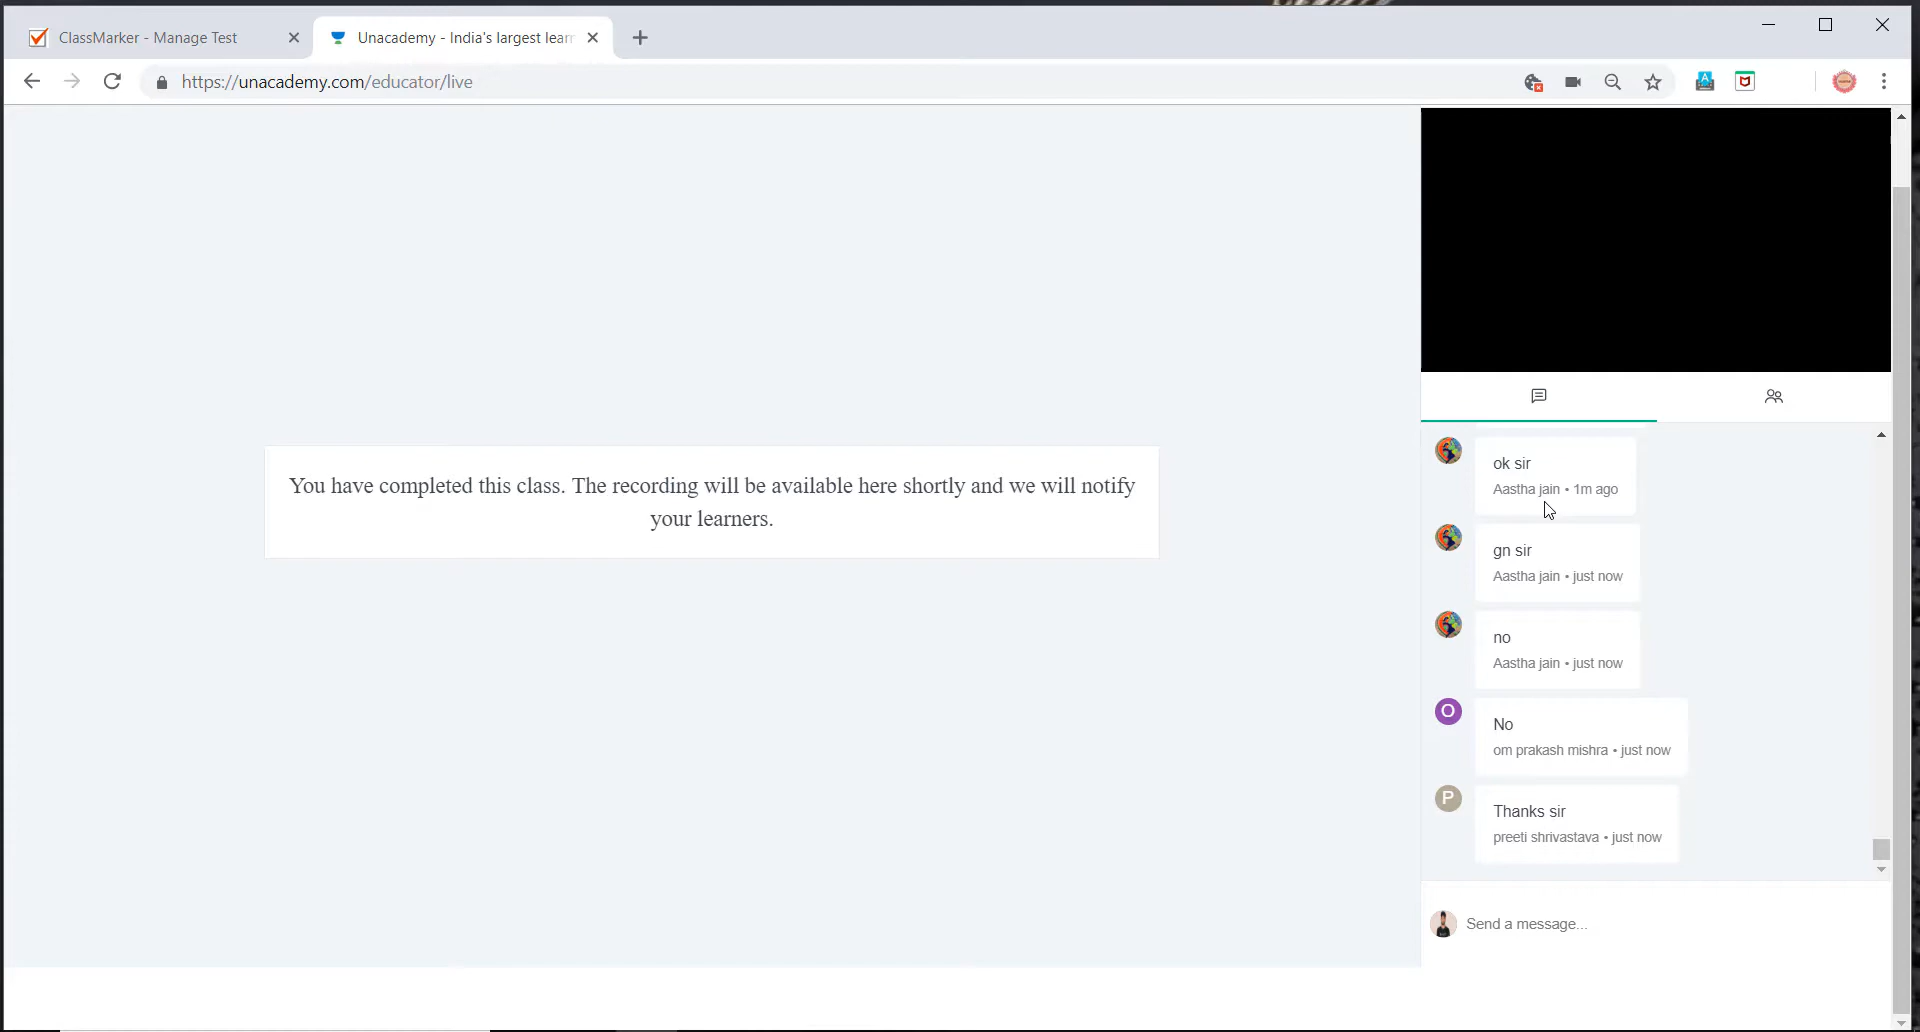 ClassMarker - Manage Test
Unacademy - India's largest lear
https://unacademy.com/educator/live
You have completed this class. The recording will be available here shortly and we will notify
your learners.
ok sir
Aastha jain • 1m ago
gn sir
Aastha jain • just now
no
Aastha jain • just now
O
No
om prakash mishra • just now
P
Thanks sir
preeti shrivastava • just now
Send a message...